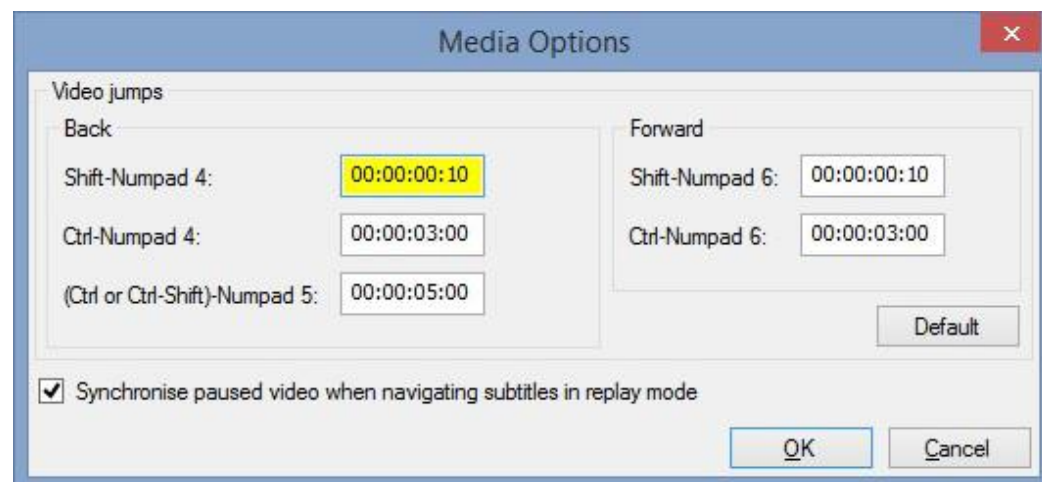 Media Options
Video jumps
Back
Shift-Numpad 4: 00:00:00:10
Ctrl-Numpad 4: 00:00:03:00
(Ctrl or Ctrl-Shift)-Numpad 5: 00:00:05:00
Forward
Shift-Numpad 6: 00:00:00:10
Ctrl-Numpad 6: 00:00:03:00
Default
Synchronise paused video when navigating subtitles in replay mode
OK Cancel